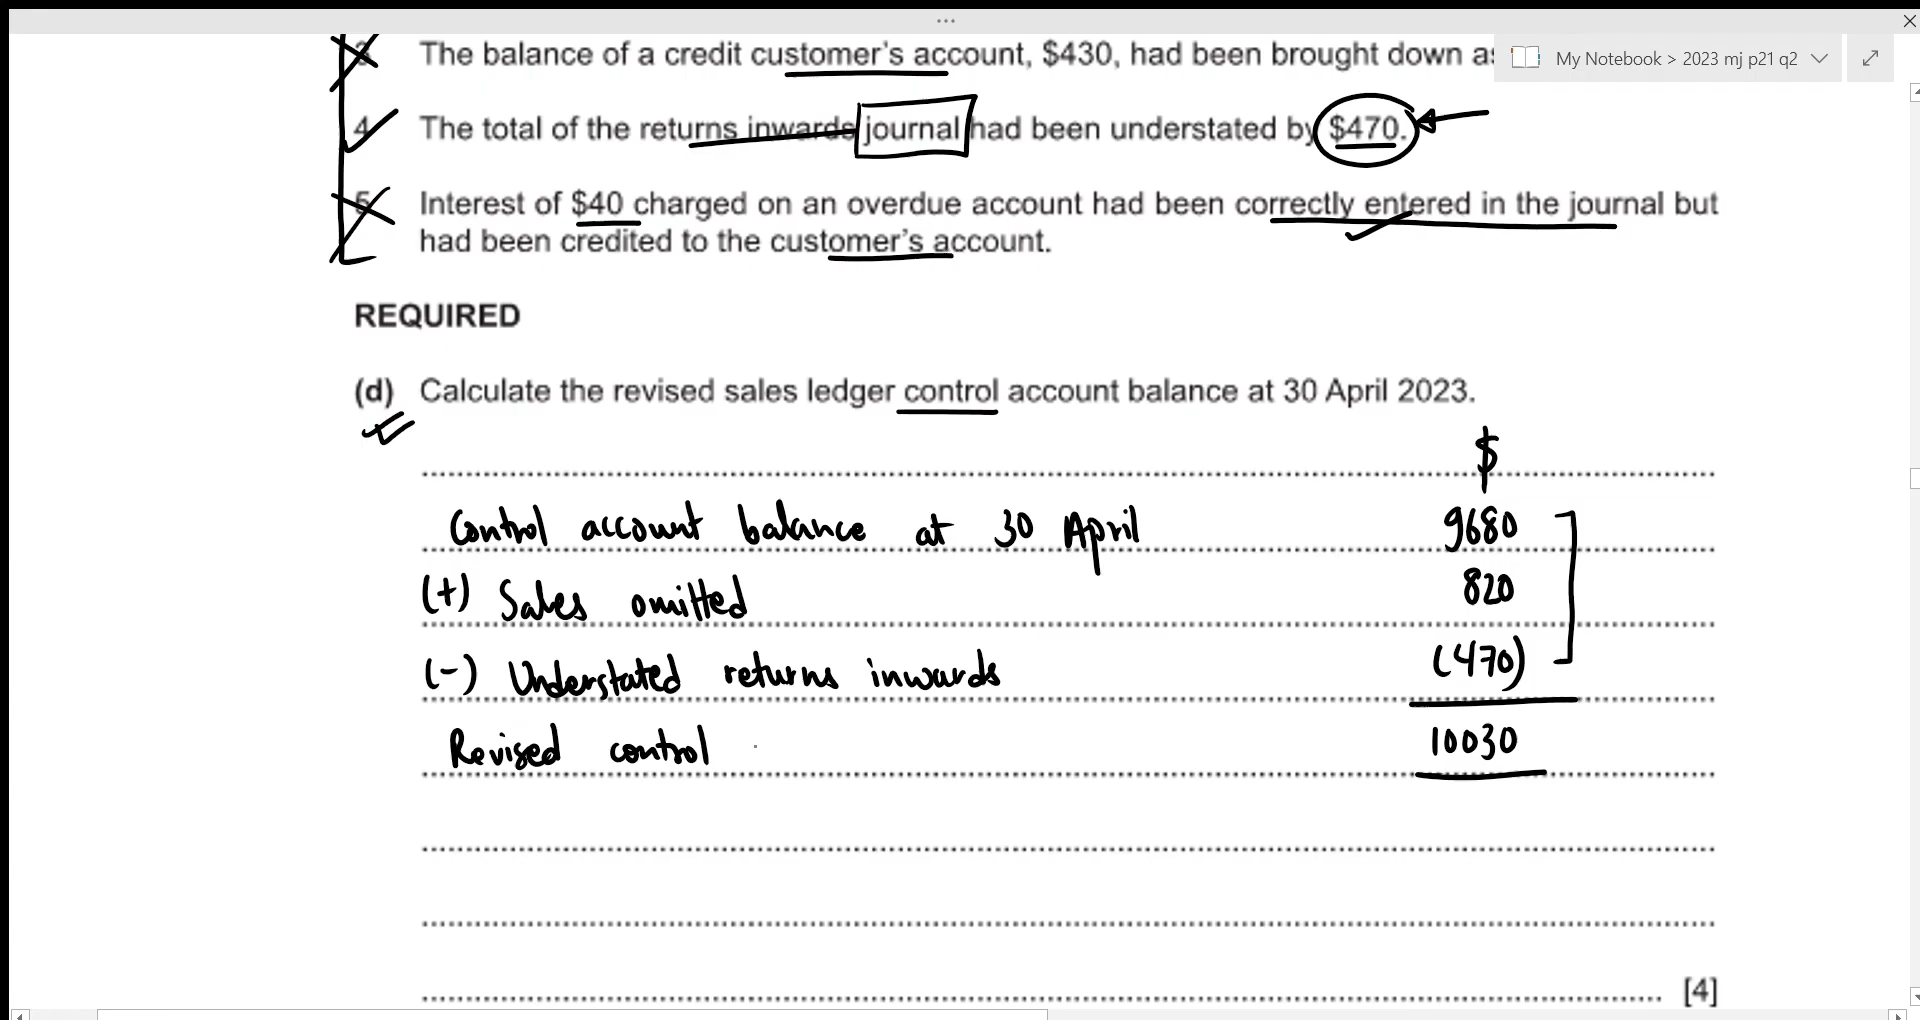 My Notebook > 2023 mj p21 q2
3 The balance of a credit customer's account, $430, had been brought down as
4 The total of the returns inwards journal had been understated by $470.
5 Interest of $40 charged on an overdue account had been correctly entered in the journal but
had been credited to the customer's account.
REQUIRED
(d) Calculate the revised sales ledger control account balance at 30 April 2023.
$
Control account balance at 30 April 9680
(+) Sales omitted 820
(-) Understated returns inwards (470)
Revised control 10030
[4]